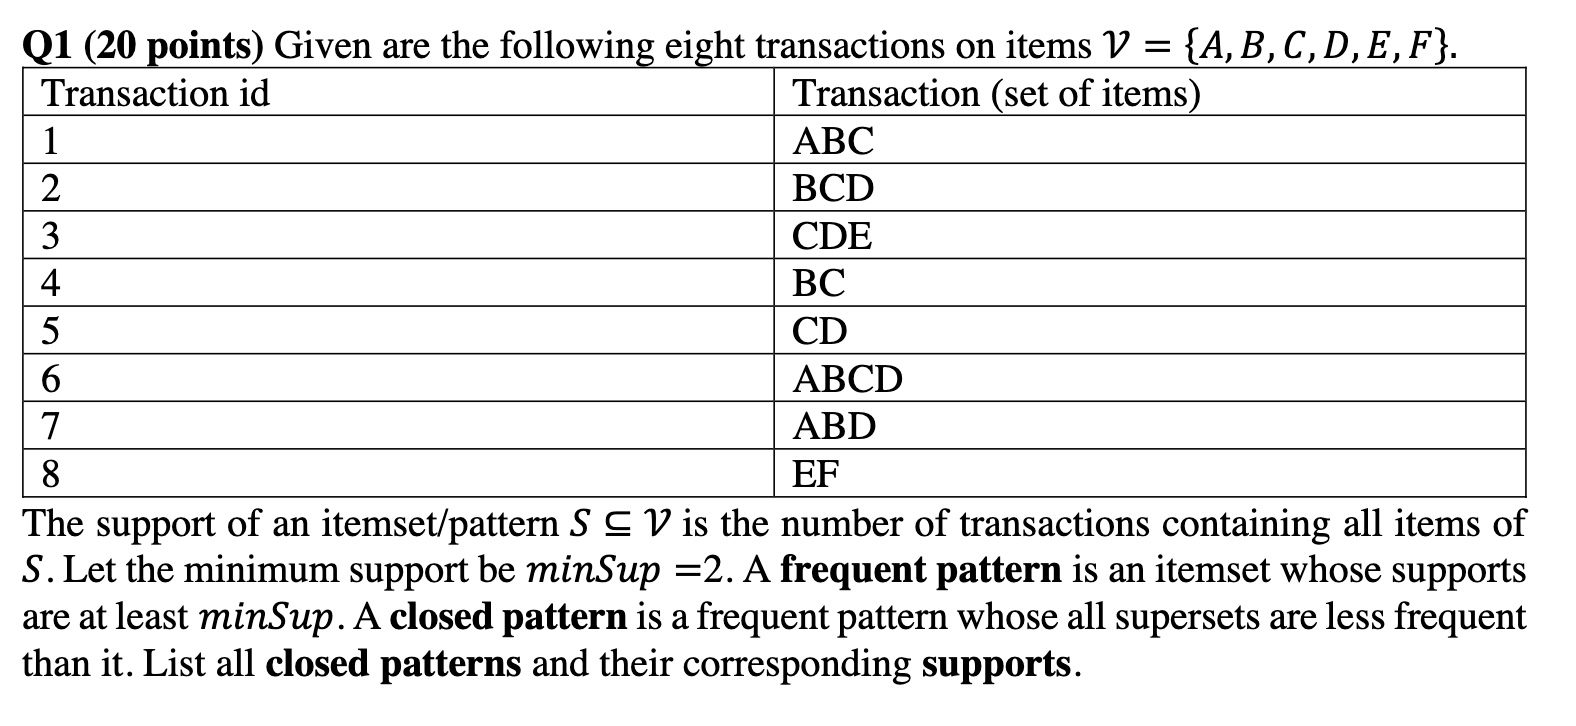 Q1 (20 points) Given are the following eight transactions on items 𝒱 = {A, B, C, D, E, F}.
Transaction id Transaction (set of items)
1 ABC
2 BCD
3 CDE
4 BC
5 CD
6 ABCD
7 ABD
8 EF
The support of an itemset/pattern S ⊆ 𝒱 is the number of transactions containing all items of
S. Let the minimum support be minSup =2. A frequent pattern is an itemset whose supports
are at least minSup. A closed pattern is a frequent pattern whose all supersets are less frequent
than it. List all closed patterns and their corresponding supports.